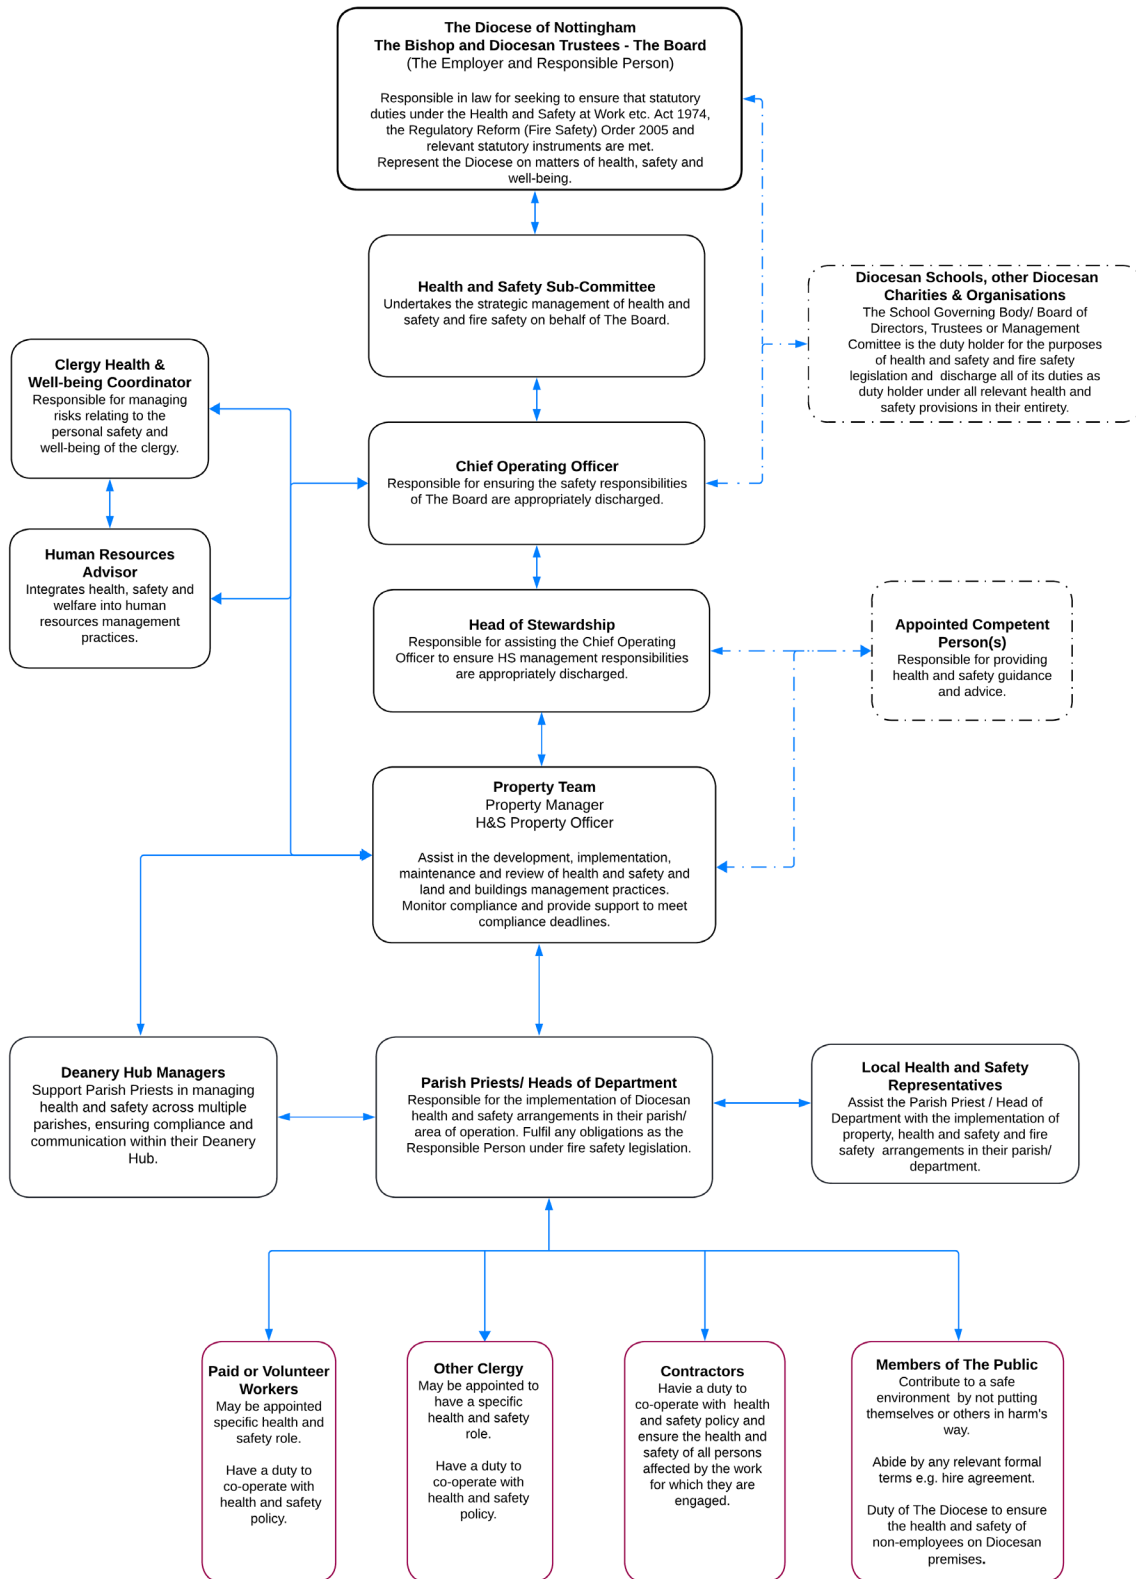 The Diocese of Nottingham
The Bishop and Diocesan Trustees - The Board
(The Employer and Responsible Person)
Responsible in law for seeking to ensure that statutory
duties under the Health and Safety at Work etc. Act 1974,
the Regulatory Reform (Fire Safety) Order 2005 and
relevant statutory instruments are met.
Represent the Diocese on matters of health, safety and
well-being.
Health and Safety Sub-Committee
Undertakes the strategic management of health and
safety and fire safety on behalf of The Board.
Diocesan Schools, other Diocesan
Charities & Organisations
The School Governing Body/ Board of
Directors, Trustees or Management
Comittee is the duty holder for the purposes
of health and safety and fire safety
legislation and  discharge all of its duties as
duty holder under all relevant health and
safety provisions in their entirety.
Clergy Health &
Well-being Coordinator
Responsible for managing
risks relating to the
personal safety and
well-being of the clergy.
Chief Operating Officer
Responsible for ensuring the safety responsibilities
of The Board are appropriately discharged.
Human Resources
Advisor
Integrates health, safety and
welfare into human
resources management
practices.
Head of Stewardship
Responsible for assisting the Chief Operating
Officer to ensure HS management responsibilities
are appropriately discharged.
Appointed Competent
Person(s)
Responsible for providing
health and safety guidance
and advice.
Property Team
Property Manager
H&S Property Officer
Assist in the development, implementation,
maintenance and review of health and safety and
land and buildings management practices.
Monitor compliance and provide support to meet
compliance deadlines.
Deanery Hub Managers
Support Parish Priests in managing
health and safety across multiple
parishes, ensuring compliance and
communication within their Deanery
Hub.
Parish Priests/ Heads of Department
Responsible for the implementation of Diocesan
health and safety arrangements in their parish/
area of operation. Fulfil any obligations as the
Responsible Person under fire safety legislation.
Local Health and Safety
Representatives
Assist the Parish Priest / Head of
Department with the implementation of
property, health and safety and fire
safety  arrangements in their parish/
department.
Paid or Volunteer
Workers
May be appointed
specific health and
safety role.
Have a duty to
co-operate with
health and safety
policy.
Other Clergy
May be appointed to
have a specific
health and safety
role.
Have a duty to
co-operate with
health and safety
policy.
Contractors
Havie a duty to
co-operate with  health
and safety policy and
ensure the health and
safety of all persons
affected by the work
for which they are
engaged.
Members of The Public
Contribute to a safe
environment  by not putting
themselves or others in harm's
way.
Abide by any relevant formal
terms e.g. hire agreement.
Duty of The Diocese to ensure
the health and safety of
non-employees on Diocesan
premises.